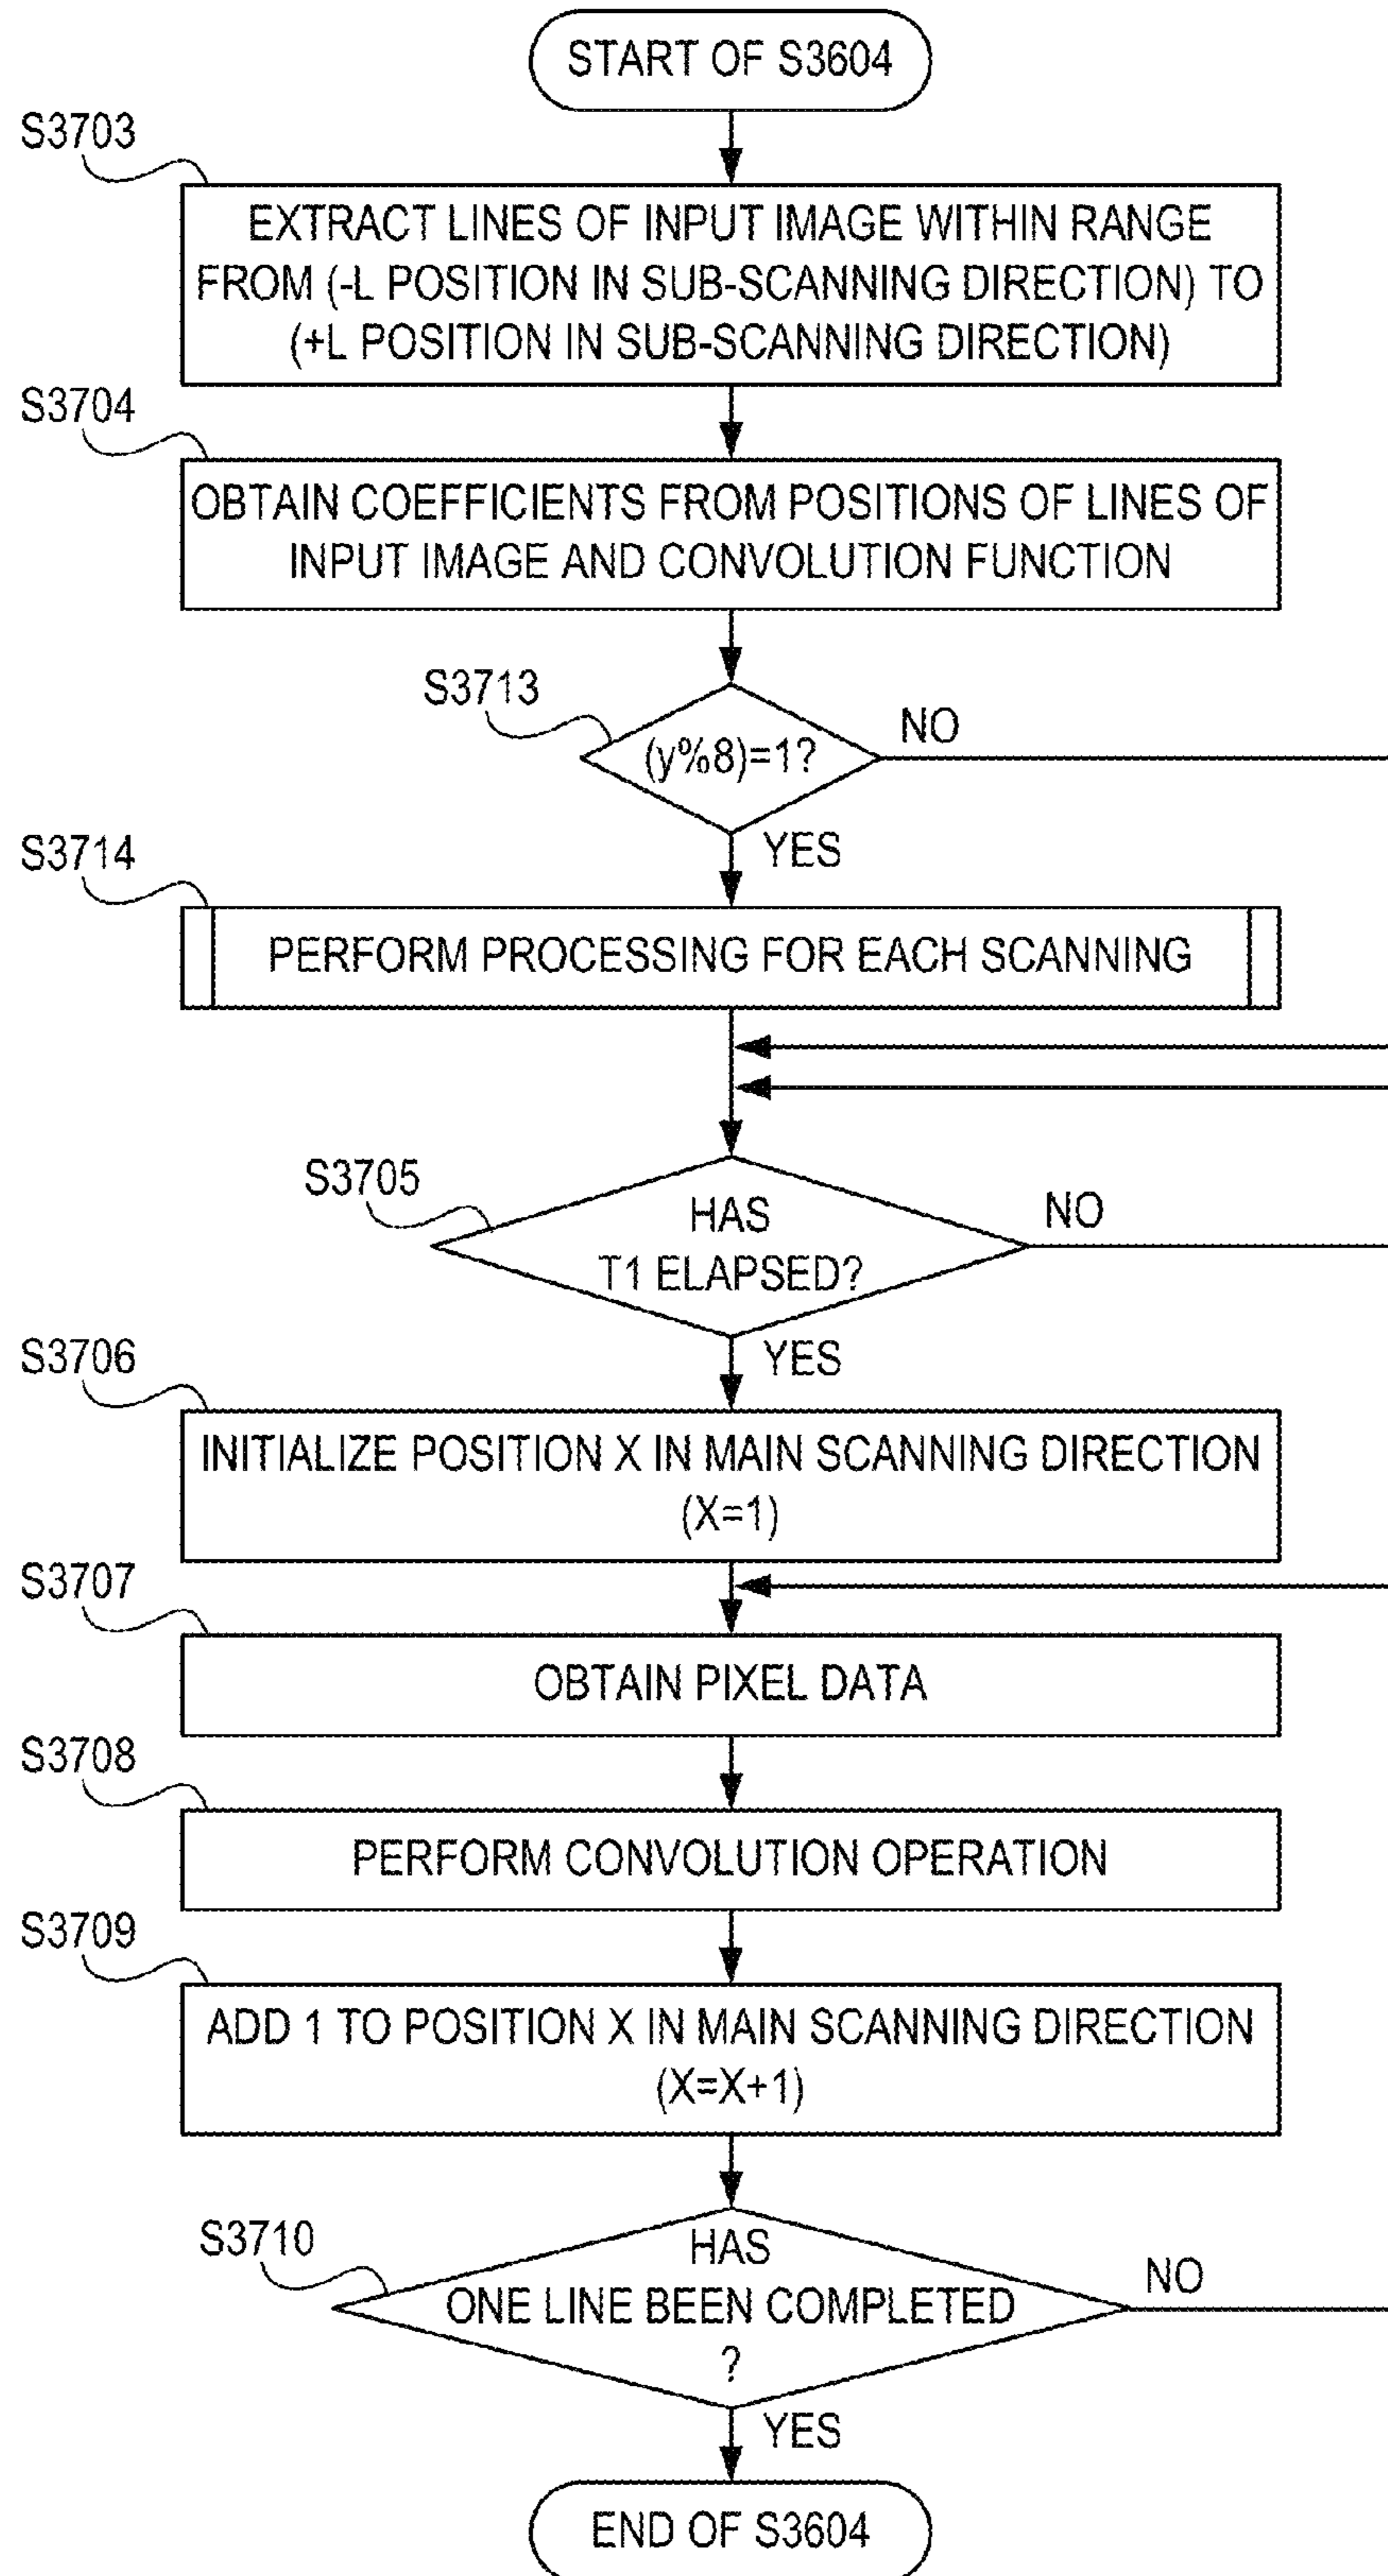 START OF S3604
S3703
EXTRACT LINES OF INPUT IMAGE WITHIN RANGE
FROM (-L POSITION IN SUB-SCANNING DIRECTION) TO
(+L POSITION IN SUB-SCANNING DIRECTION)
S3704
OBTAIN COEFFICIENTS FROM POSITIONS OF LINES OF
INPUT IMAGE AND CONVOLUTION FUNCTION
S3713
(y%8)=1?
NO
YES
S3714
PERFORM PROCESSING FOR EACH SCANNING
S3705
HAS
T1 ELAPSED?
NO
YES
S3706
INITIALIZE POSITION X IN MAIN SCANNING DIRECTION
(X=1)
S3707
OBTAIN PIXEL DATA
S3708
PERFORM CONVOLUTION OPERATION
S3709
ADD 1 TO POSITION X IN MAIN SCANNING DIRECTION
(X=X+1)
S3710
HAS
ONE LINE BEEN COMPLETED
?
NO
YES
END OF S3604